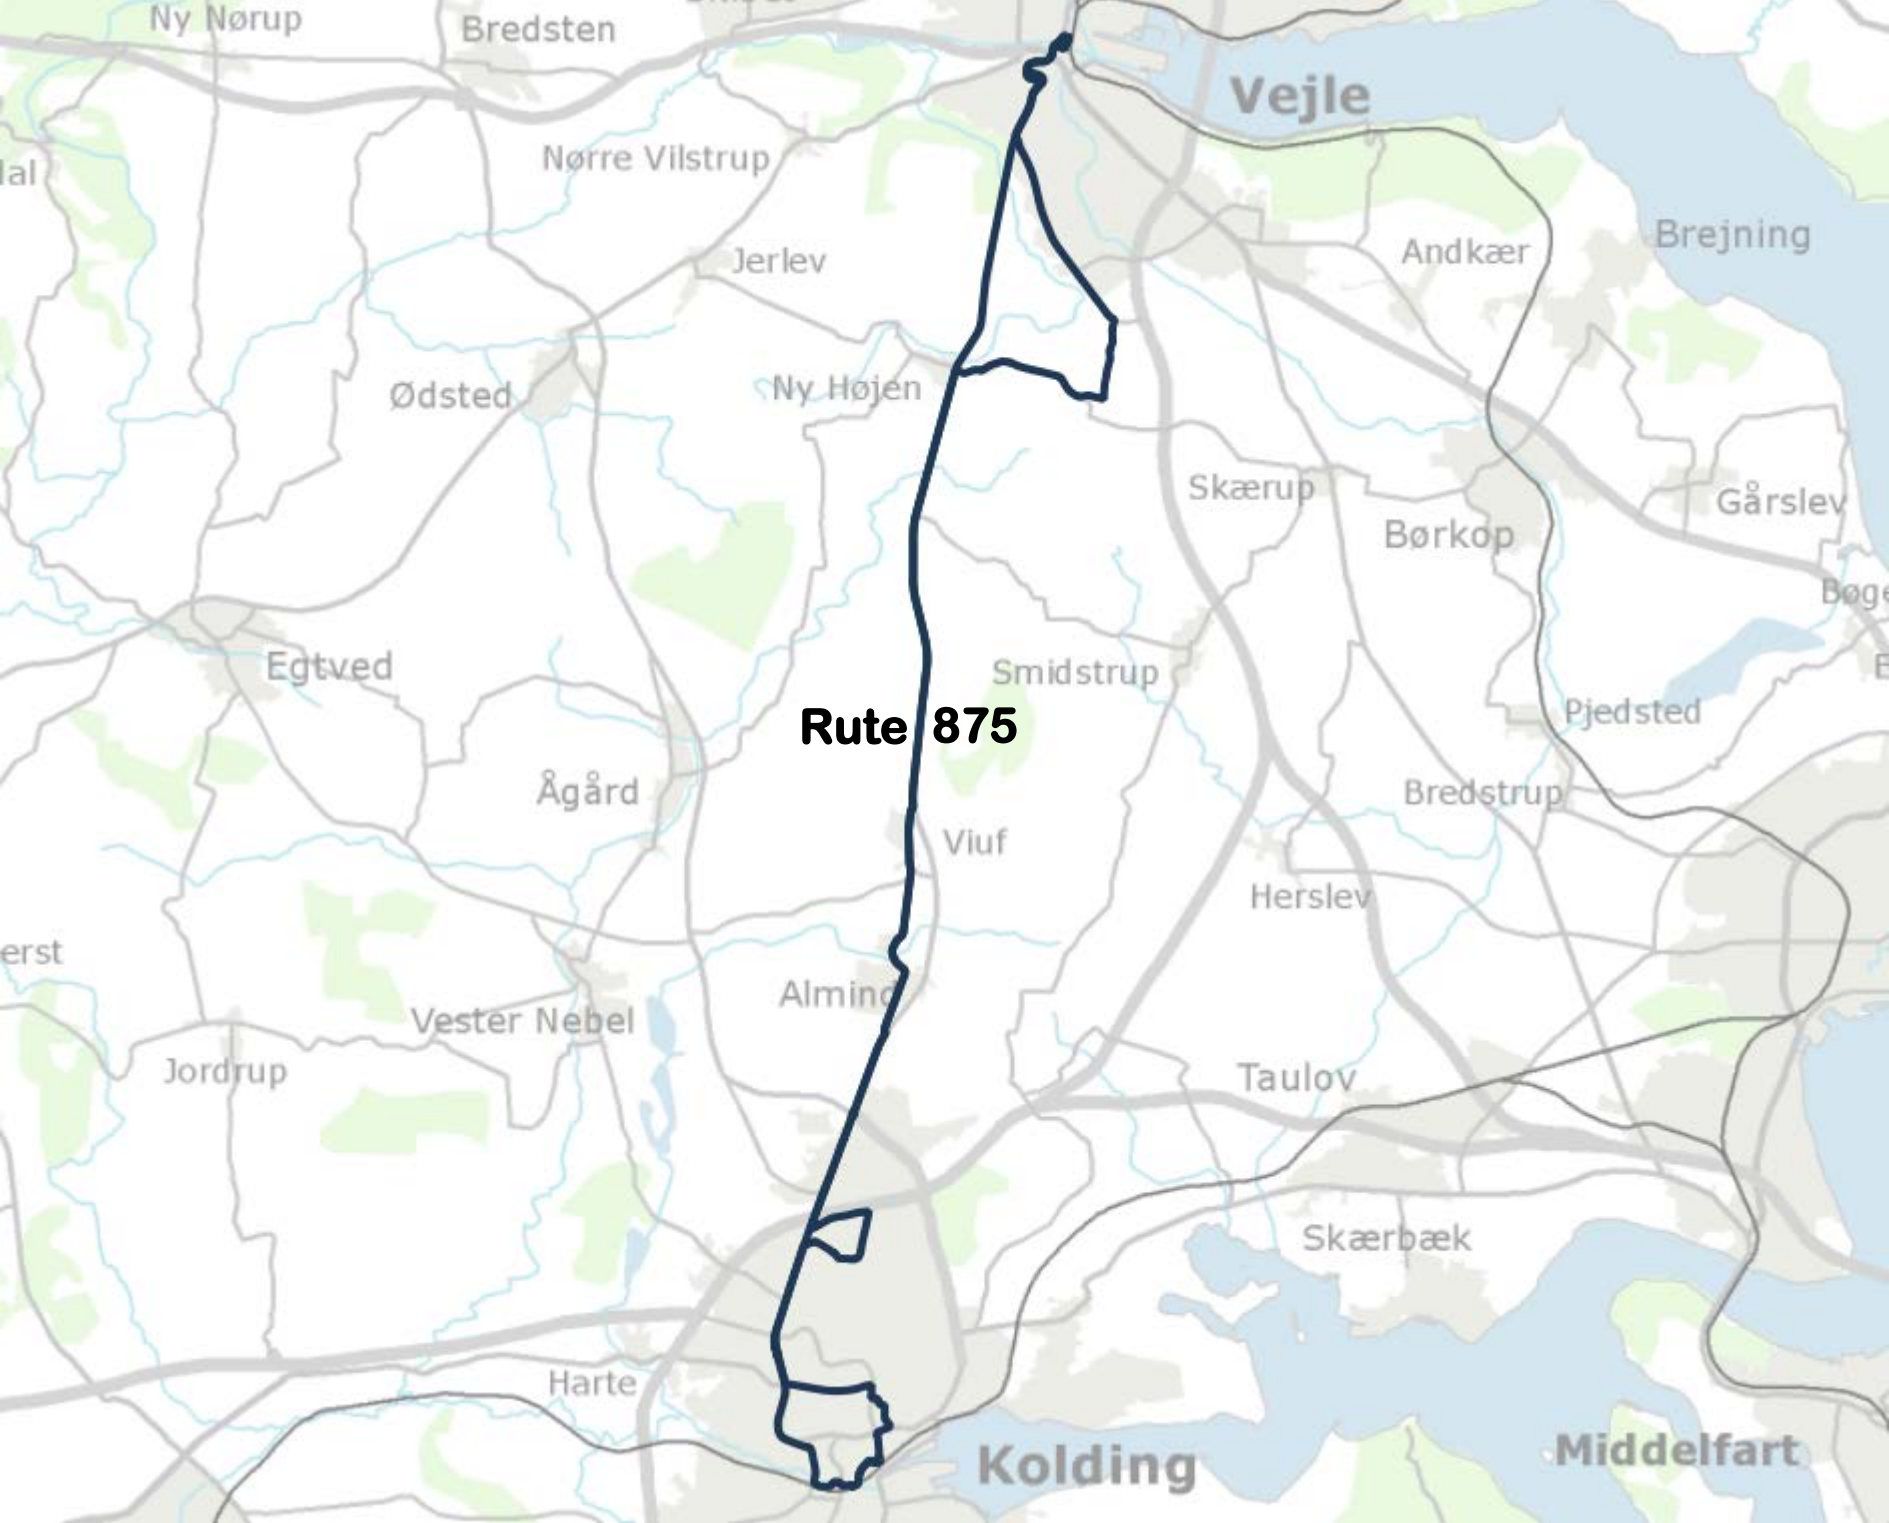 Ny Nørup
Bredsten
Vejle
Nørre Vilstrup
Brejning
Andkær
Jerlev
Ny Højen
Ødsted
Skærup
Gårslev
Børkop
Egtved
Smidstrup
Pjedsted
Rute 875
Ågård
Bredstrup
Viuf
Herslev
Almind
Vester Nebel
Jordrup
Taulov
Skærbæk
Harte
Kolding
Middelfart